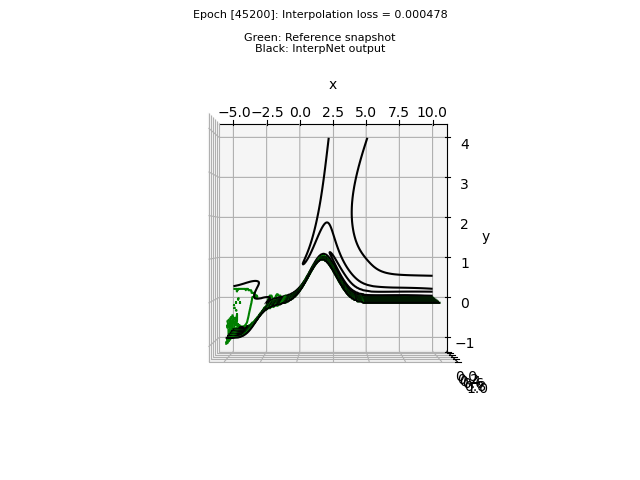 Epoch [45200]: Interpolation loss = 0.000478
Green: Reference snapshot
Black: InterpNet output
x
−5.0 −2.5 0.0 2.5 5.0 7.5 10.0
4
3
2
y
1
0
−1